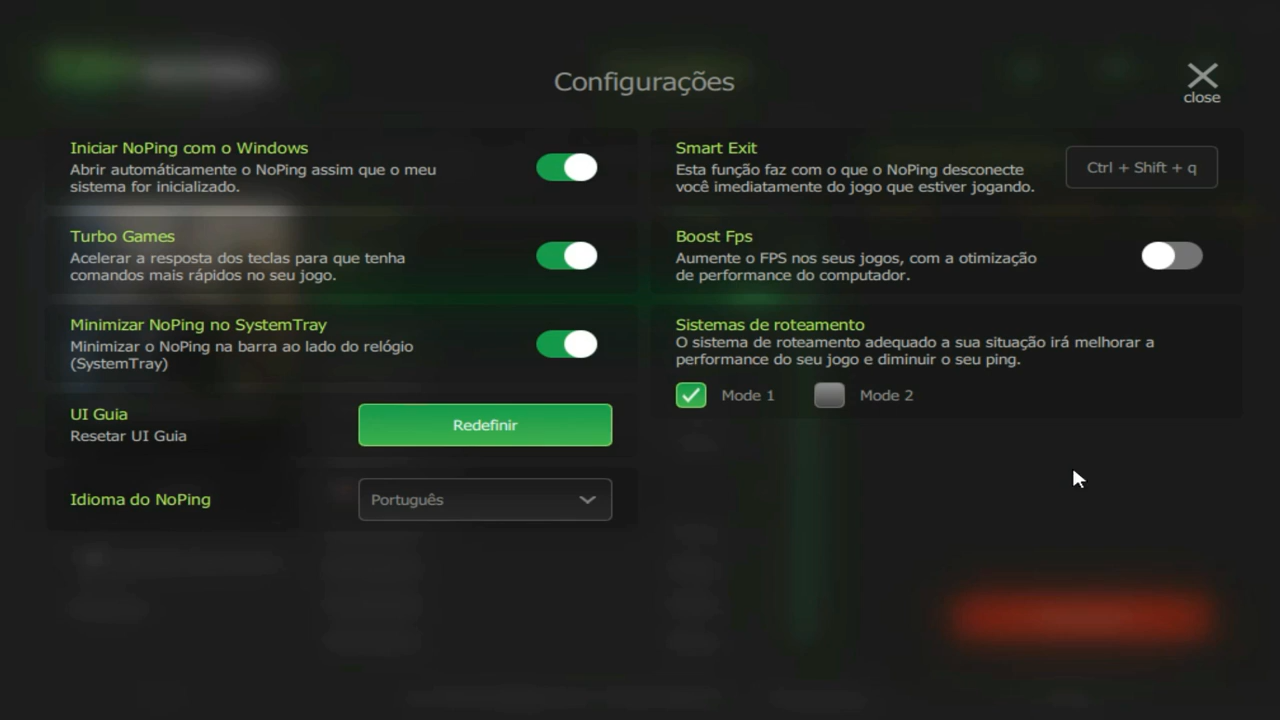 Configurações
close
Iniciar NoPing com o Windows
Abrir automáticamente o NoPing assim que o meu
sistema for inicializado.
Turbo Games
Acelerar a resposta dos teclas para que tenha
comandos mais rápidos no seu jogo.
Minimizar NoPing no SystemTray
Minimizar o NoPing na barra ao lado do relógio
(SystemTray)
UI Guia
Resetar UI Guia
Redefinir
Idioma do NoPing
Português
Smart Exit
Esta função faz com o que o NoPing desconecte
você imediatamente do jogo que estiver jogando.
Ctrl + Shift + q
Boost Fps
Aumente o FPS nos seus jogos, com a otimização
de performance do computador.
Sistemas de roteamento
O sistema de roteamento adequado a sua situação irá melhorar a
performance do seu jogo e diminuir o seu ping.
Mode 1
Mode 2